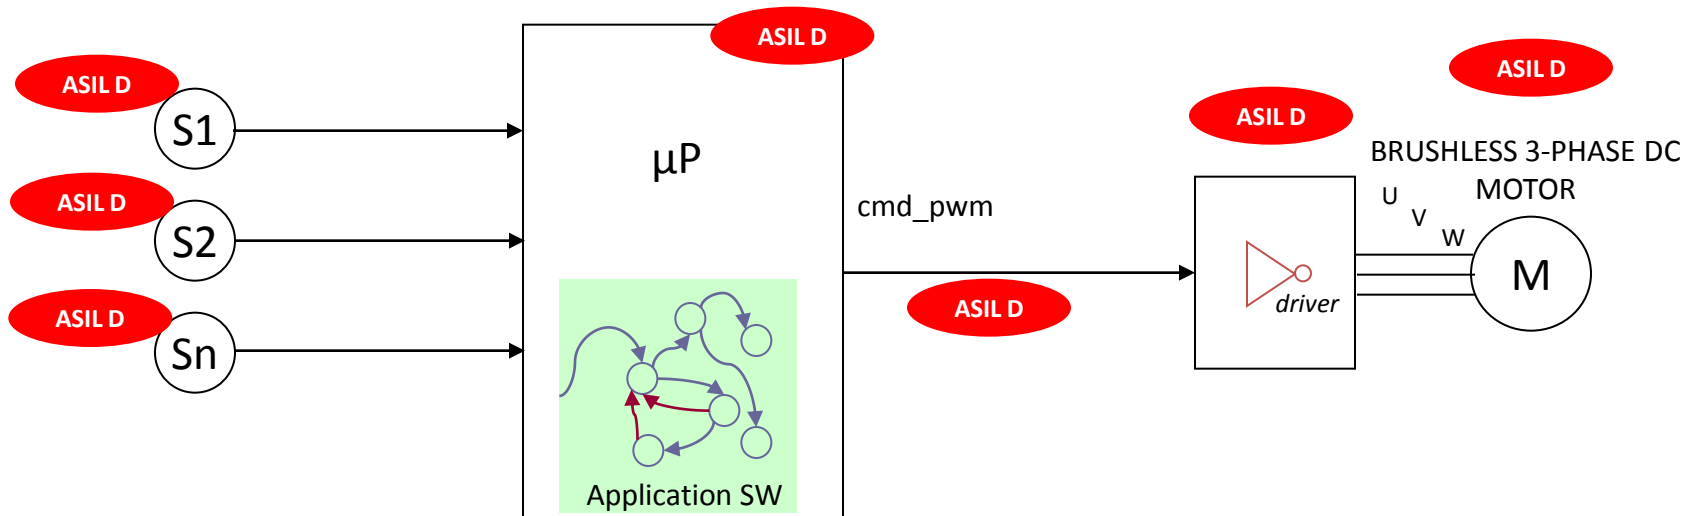 ASIL D
S1
ASIL D
S2
ASIL D
Sn
ASIL D
μP
Application SW
cmd_pwm
ASIL D
ASIL D
driver
ASIL D
BRUSHLESS 3-PHASE DC
MOTOR
U
V
W
M